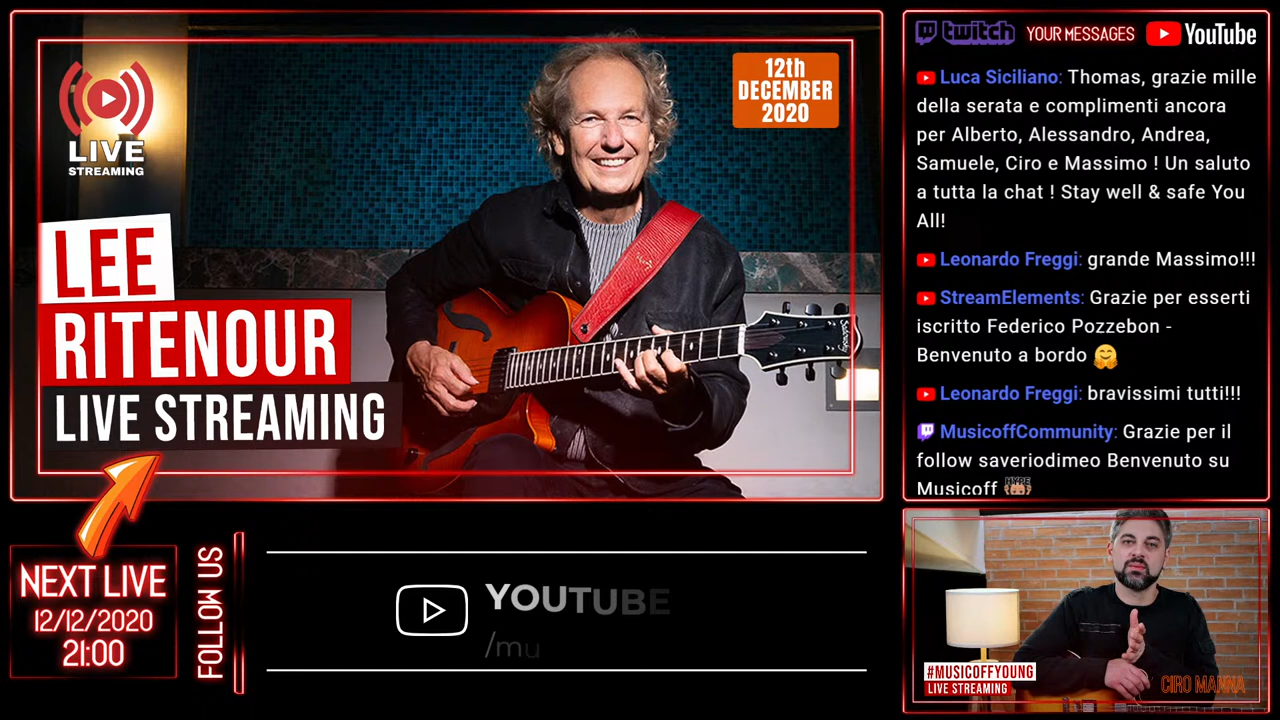 LIVE
STREAMING
12th
DECEMBER
2020
LEE
RITENOUR
LIVE STREAMING
Sadowsky
NEXT LIVE
12/12/2020
21:00
FOLLOW US
YOUTUBE
/mu
twitch YOUR MESSAGES YouTube
Luca Siciliano: Thomas, grazie mille
della serata e complimenti ancora
per Alberto, Alessandro, Andrea,
Samuele, Ciro e Massimo ! Un saluto
a tutta la chat ! Stay well & safe You
All!
Leonardo Freggi: grande Massimo!!!
StreamElements: Grazie per esserti
iscritto Federico Pozzebon -
Benvenuto a bordo 🤗
Leonardo Freggi: bravissimi tutti!!!
MusicoffCommunity: Grazie per il
follow saveriodimeo Benvenuto su
Musicoff HYPE
#MUSICOFFYOUNG
LIVE STREAMING
CIRO MANNA